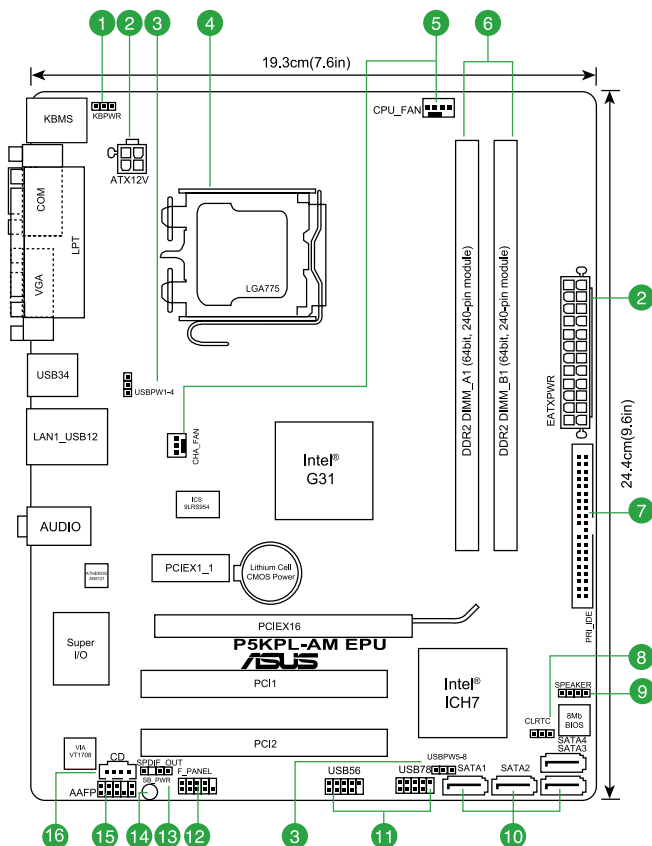 1 2 3 4 5 6
19.3cm(7.6in)
KBMS
KBPWR
CPU_FAN
ATX12V
COM
LPT
VGA
LGA775
DDR2 DIMM_A1 (64bit, 240-pin module)
DDR2 DIMM_B1 (64bit, 240-pin module)
2
EATXPWR
24.4cm(9.6in)
USB34
USBPW1-4
LAN1_USB12
CHA_FAN
Intel®
G31
ICS
9LRS954
7
AUDIO
ATHEROS
AR8121
PCIEX1_1
Lithium Cell
CMOS Power
PRI_IDE
PCIEX16
P5KPL-AM EPU
ASUS
Super
I/O
PCI1
Intel®
ICH7
8
SPEAKER
9
CLRTC
8Mb
BIOS
SATA4
SATA3
VIA
VT1708
PCI2
CD
SPDIF_OUT
SB_PWR
F_PANEL
AAFP
USB56
USB78
USBPW5-8
SATA1
SATA2
16 15 14 13 12 3 11 10